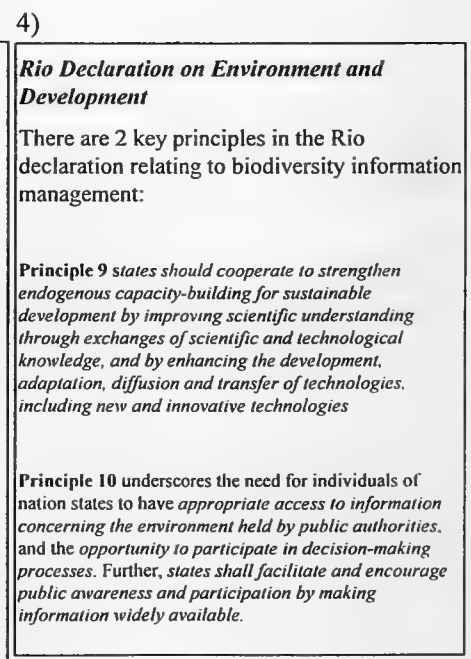 4)
Rio Declaration on Environment and
Development
There are 2 key principles in the Rio
declaration relating to biodiversity information
management:
Principle 9 states should cooperate to strengthen
endogenous capacity-building for sustainable
development by improving scientific understanding
through exchanges of scientific and technological
knowledge, and by enhancing the development,
adaptation, diffusion and transfer of technologies,
including new and innovative technologies
Principle 10 underscores the need for individuals of
nation states to have appropriate access to information
concerning the environment held by public authorities,
and the opportunity to participate in decision-making
processes. Further, states shall facilitate and encourage
public awareness and participation by making
information widely available.